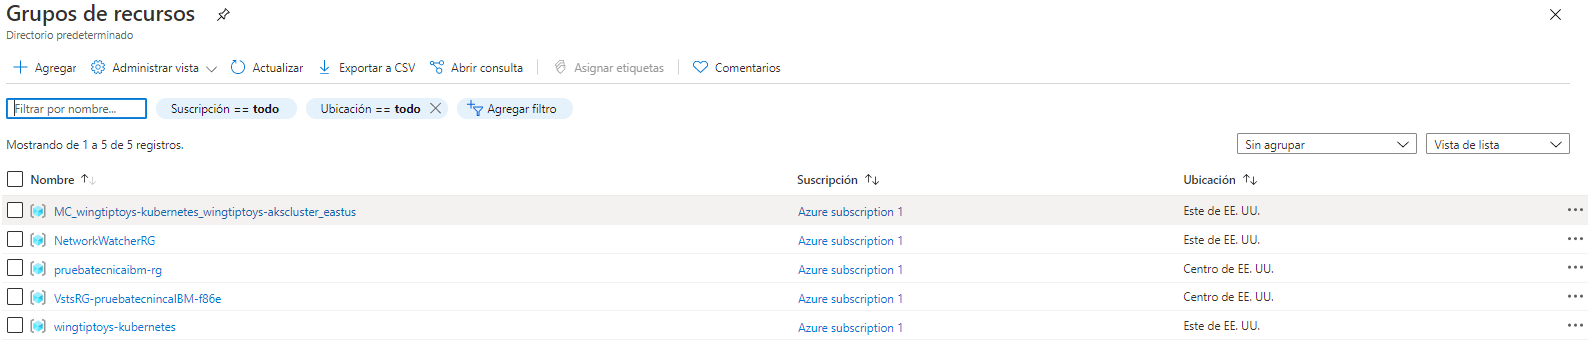 Grupos de recursos
Directorio predeterminado
Agregar Administrar vista Actualizar Exportar a CSV Abrir consulta Asignar etiquetas Comentarios
Filtrar por nombre... Suscripción == todo Ubicación == todo Agregar filtro
Mostrando de 1 a 5 de 5 registros. Sin agrupar Vista de lista
Nombre Suscripción Ubicación
MC_wingtiptoys-kubernetes_wingtiptoys-akscluster_eastus Azure subscription 1 Este de EE. UU.
NetworkWatcherRG Azure subscription 1 Este de EE. UU.
pruebatecnicaibm-rg Azure subscription 1 Centro de EE. UU.
VstsRG-pruebatecnincaIBM-f86e Azure subscription 1 Centro de EE. UU.
wingtiptoys-kubernetes Azure subscription 1 Este de EE. UU.